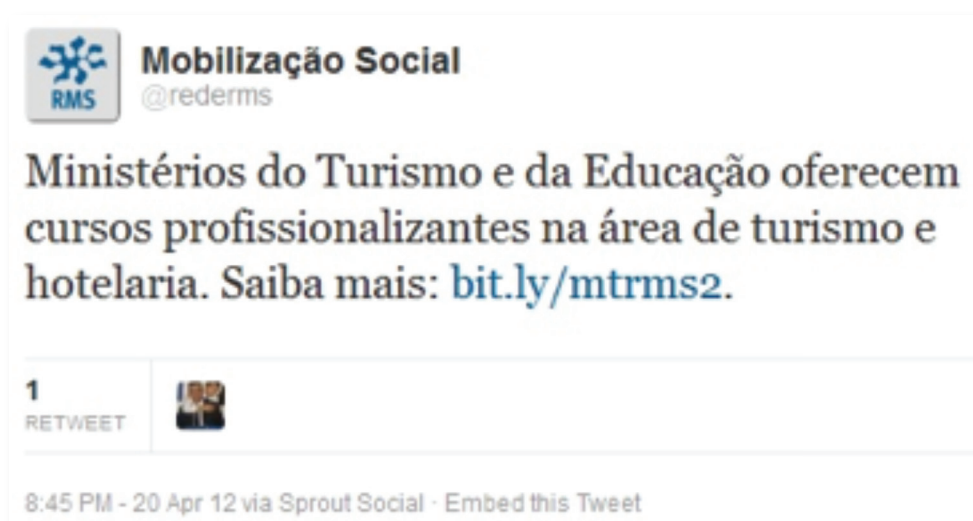 RMS
Mobilização Social
@rederms
Ministérios do Turismo e da Educação oferecem
cursos profissionalizantes na área de turismo e
hotelaria. Saiba mais: bit.ly/mtrms2.
1
RETWEET
8:45 PM - 20 Apr 12 via Sprout Social · Embed this Tweet